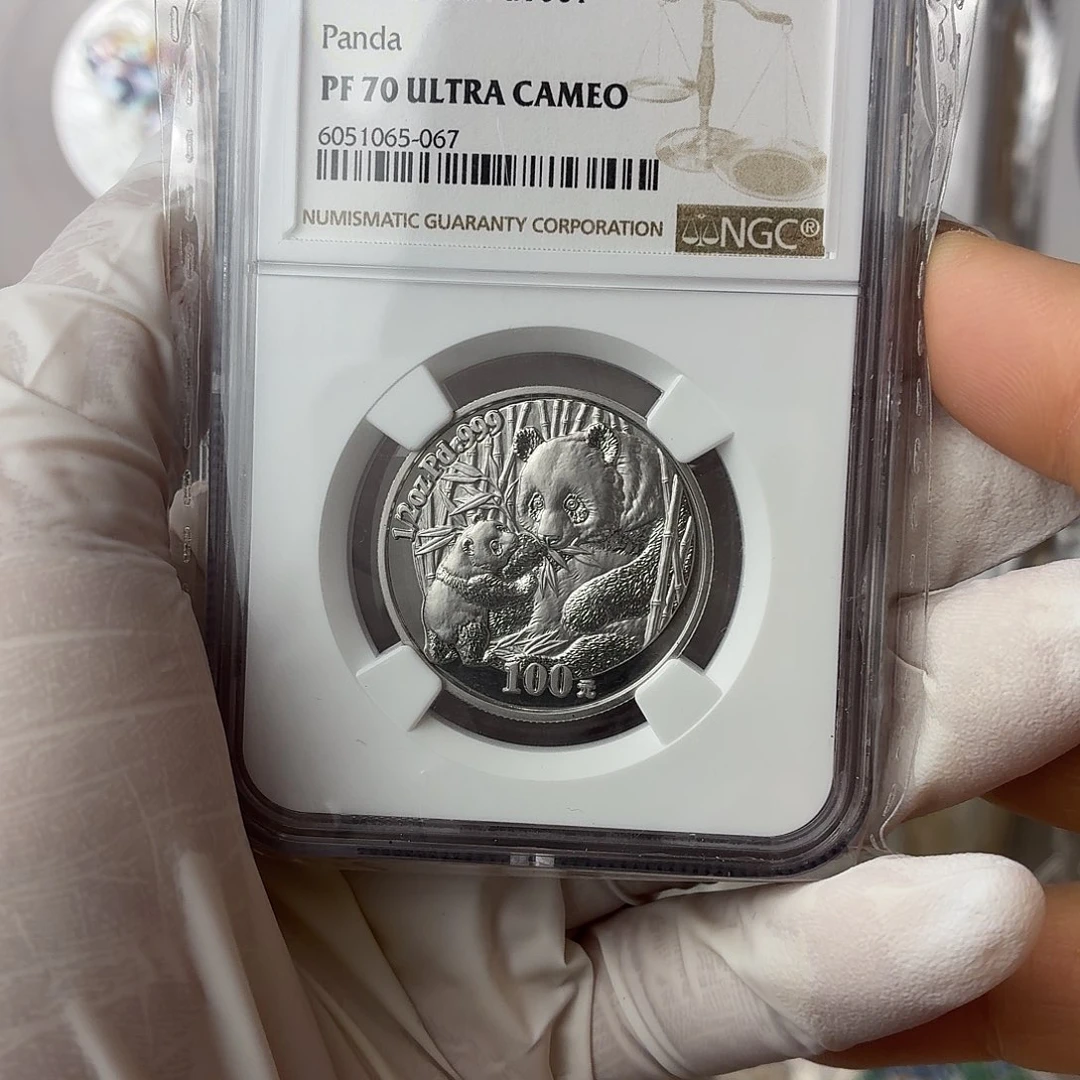 Panda
PF 70 ULTRA CAMEO
6051065-067
NUMISMATIC GUARANTY CORPORATION
NGC®
1/2oz Pd .999
100元